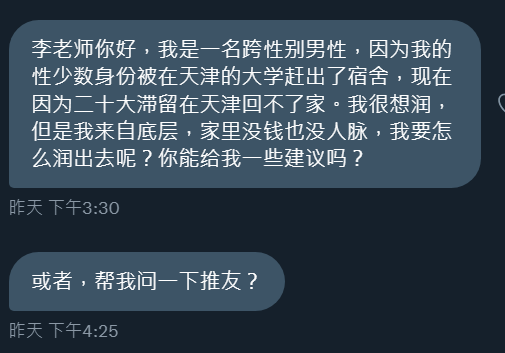 李老师你好，我是一名跨性别男性，因为我的
性少数身份被在天津的大学赶出了宿舍，现在
因为二十大滞留在天津回不了家。我很想润，
但是我来自底层，家里没钱也没人脉，我要怎
么润出去呢？你能给我一些建议吗？
昨天 下午3:30
或者，帮我问一下推友？
昨天 下午4:25